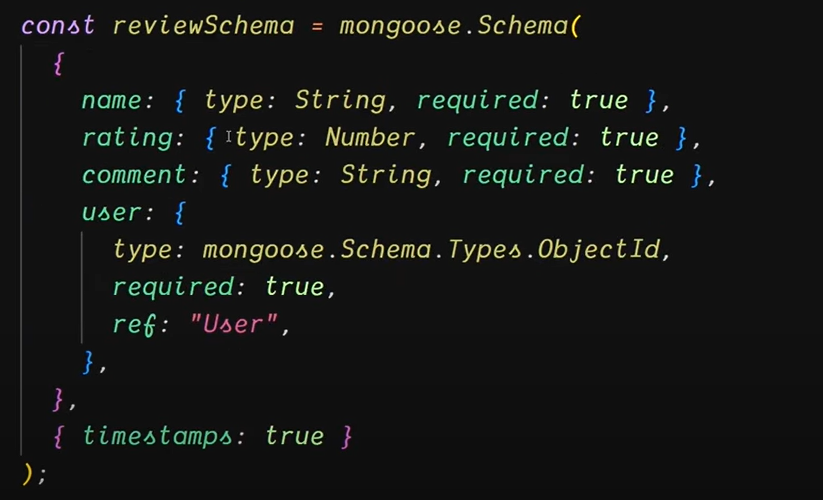 const reviewSchema = mongoose.Schema(
{
name: { type: String, required: true },
rating: { type: Number, required: true },
comment: { type: String, required: true },
user: {
type: mongoose.Schema.Types.ObjectId,
required: true,
ref: "User",
},
},
{ timestamps: true }
);